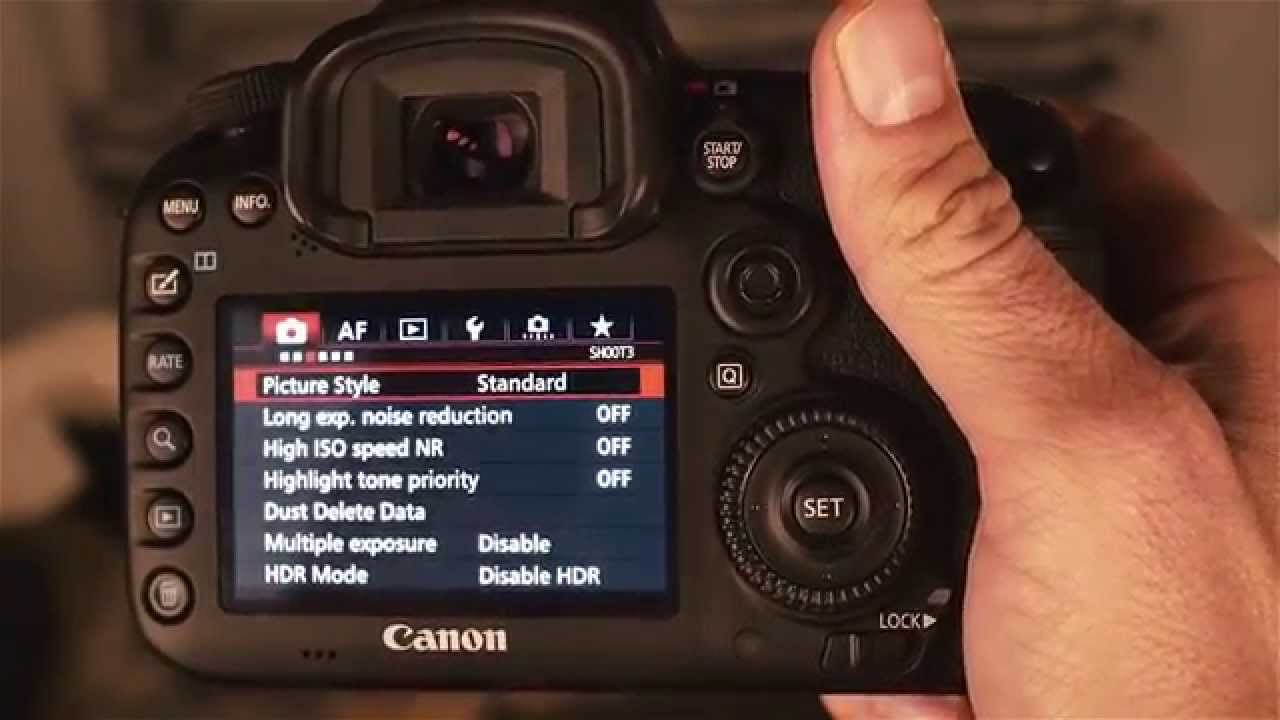 START/
STOP
MENU
INFO.
AF
SHOOT3
RATE
Picture Style Standard
Long exp. noise reduction OFF
High ISO speed NR OFF
Highlight tone priority OFF
Dust Delete Data
Multiple exposure Disable
HDR Mode Disable HDR
Q
SET
LOCK
Canon